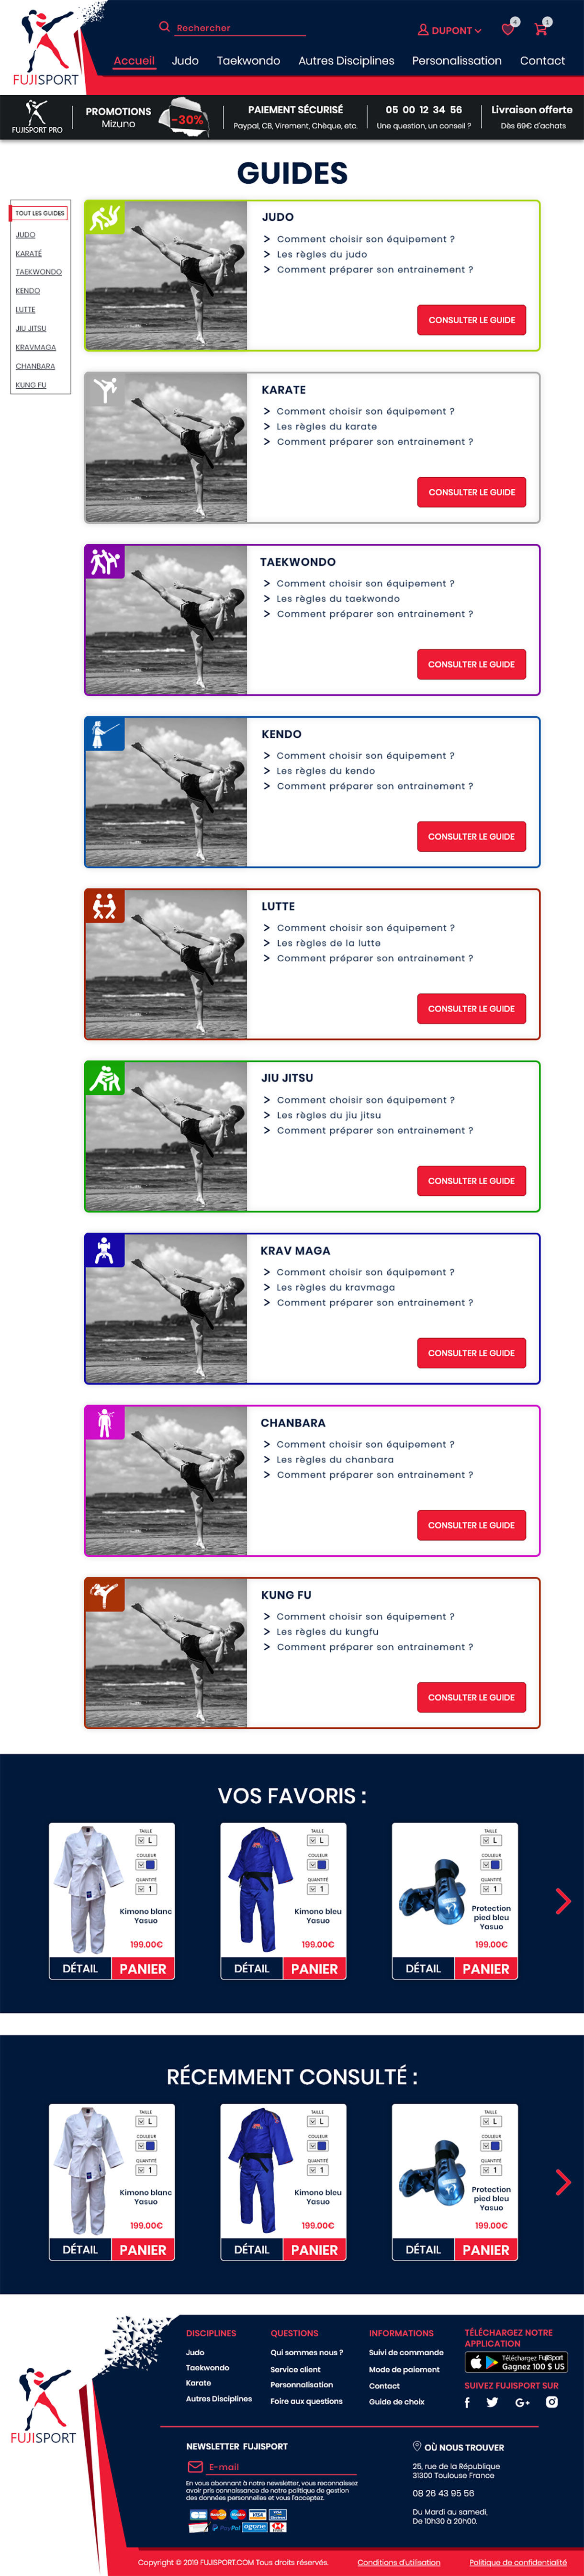 Rechercher
DUPONT
4
1
FUJISPORT
Accueil Judo Taekwondo Autres Disciplines Personnalisation Contact
FUJISPORT PRO
PROMOTIONS
Mizuno
-30%
PAIEMENT SÉCURISÉ
Paypal, CB, Virement, Chèque, etc.
05 00 12 34 56
Une question, un conseil ?
Livraison offerte
Dès 69€ d'achats
GUIDES
TOUT LES GUIDES
JUDO
KARATÉ
TAEKWONDO
KENDO
LUTTE
JIU JITSU
KRAVMAGA
CHANBARA
KUNG FU
JUDO
> Comment choisir son équipement ?
> Les règles du judo
> Comment préparer son entrainement ?
CONSULTER LE GUIDE
KARATE
> Comment choisir son équipement ?
> Les règles du karate
> Comment préparer son entrainement ?
CONSULTER LE GUIDE
TAEKWONDO
> Comment choisir son équipement ?
> Les règles du taekwondo
> Comment préparer son entrainement ?
CONSULTER LE GUIDE
KENDO
> Comment choisir son équipement ?
> Les règles du kendo
> Comment préparer son entrainement ?
CONSULTER LE GUIDE
LUTTE
> Comment choisir son équipement ?
> Les règles de la lutte
> Comment préparer son entrainement ?
CONSULTER LE GUIDE
JIU JITSU
> Comment choisir son équipement ?
> Les règles du jiu jitsu
> Comment préparer son entrainement ?
CONSULTER LE GUIDE
KRAV MAGA
> Comment choisir son équipement ?
> Les règles du kravmaga
> Comment préparer son entrainement ?
CONSULTER LE GUIDE
CHANBARA
> Comment choisir son équipement ?
> Les règles du chanbara
> Comment préparer son entrainement ?
CONSULTER LE GUIDE
KUNG FU
> Comment choisir son équipement ?
> Les règles du kungfu
> Comment préparer son entrainement ?
CONSULTER LE GUIDE
VOS FAVORIS :
TAILLE
L
COULEUR
QUANTITÉ
1
Kimono blanc
Yasuo
199.00€
DÉTAIL PANIER
TAILLE
L
COULEUR
QUANTITÉ
1
Kimono bleu
Yasuo
199.00€
DÉTAIL PANIER
TAILLE
L
COULEUR
QUANTITÉ
1
Protection
pied bleu
Yasuo
199.00€
DÉTAIL PANIER
RÉCEMMENT CONSULTÉ :
TAILLE
L
COULEUR
QUANTITÉ
1
Kimono blanc
Yasuo
199.00€
DÉTAIL PANIER
TAILLE
L
COULEUR
QUANTITÉ
1
Kimono bleu
Yasuo
199.00€
DÉTAIL PANIER
TAILLE
L
COULEUR
QUANTITÉ
1
Protection
pied bleu
Yasuo
199.00€
DÉTAIL PANIER
FUJISPORT
DISCIPLINES
Judo
Taekwondo
Karate
Autres Disciplines
QUESTIONS
Qui sommes nous ?
Service client
Personnalisation
Foire aux questions
INFORMATIONS
Suivi de commande
Mode de paiement
Contact
Guide de choix
TÉLÉCHARGEZ NOTRE
APPLICATION
Téléchargez FujiSport
Gagnez 100 $ US
SUIVEZ FUJISPORT SUR
NEWSLETTER FUJISPORT
E-mail
En vous abonnant à notre newsletter, vous reconnaissez
avoir pris connaissance de notre politique de gestion
des données personnelles et vous l'acceptez.
VISA
PayPal
ogone
OÙ NOUS TROUVER
25, rue de la République
31300 Toulouse France
08 26 43 95 56
Du Mardi au samedi,
De 10h30 à 20h00.
Copyright © 2019 FUJISPORT.COM Tous droits réservés.
Conditions d'utilisation
Politique de confidentialité